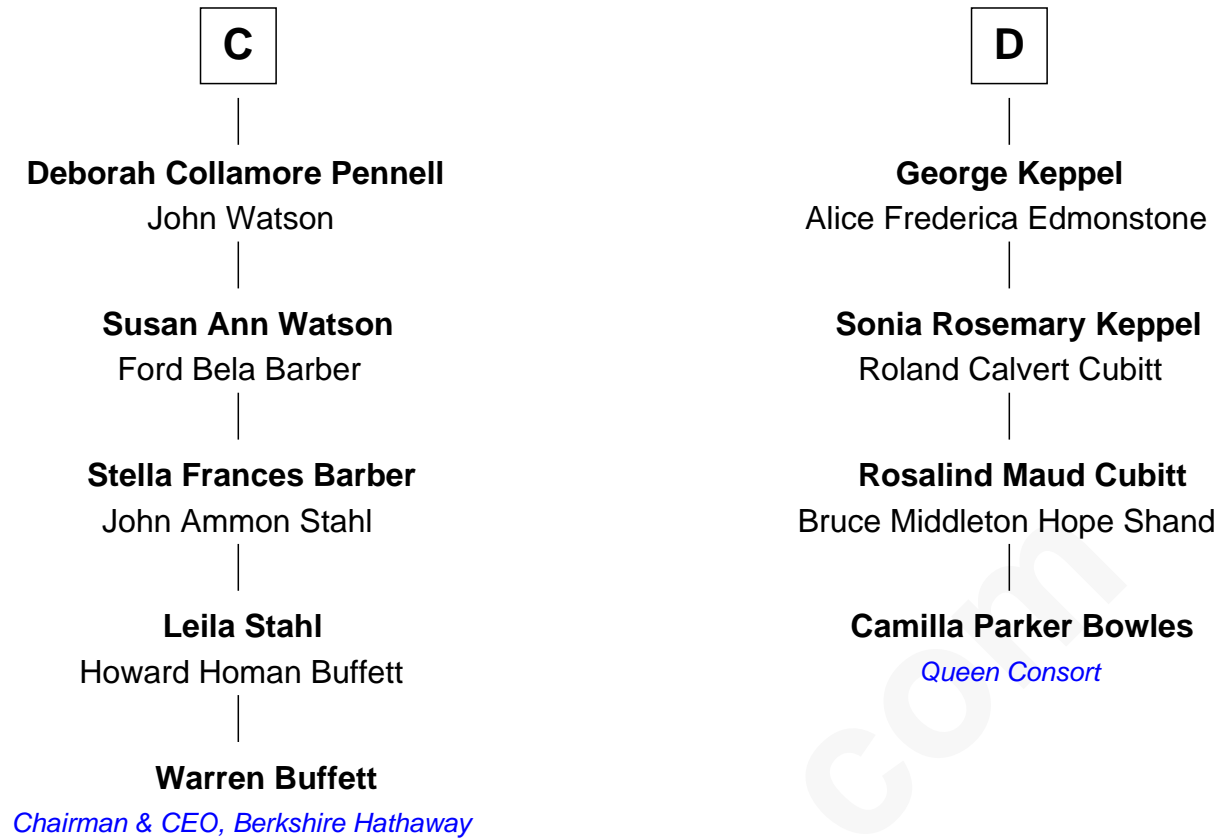 C
Deborah Collamore Pennell
John Watson
Susan Ann Watson
Ford Bela Barber
Stella Frances Barber
John Ammon Stahl
Leila Stahl
Howard Homan Buffett
Warren Buffett
Chairman & CEO, Berkshire Hathaway
D
George Keppel
Alice Frederica Edmonstone
Sonia Rosemary Keppel
Roland Calvert Cubitt
Rosalind Maud Cubitt
Bruce Middleton Hope Shand
Camilla Parker Bowles
Queen Consort
com